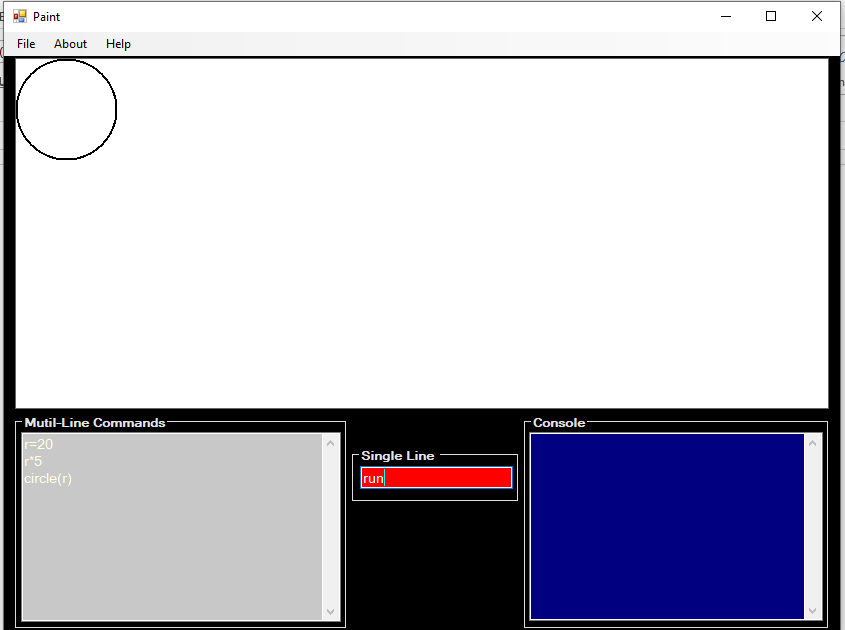 Paint
File About Help
Mutil-Line Commands
r=20
r*5
circle(r)
Single Line
run
Console